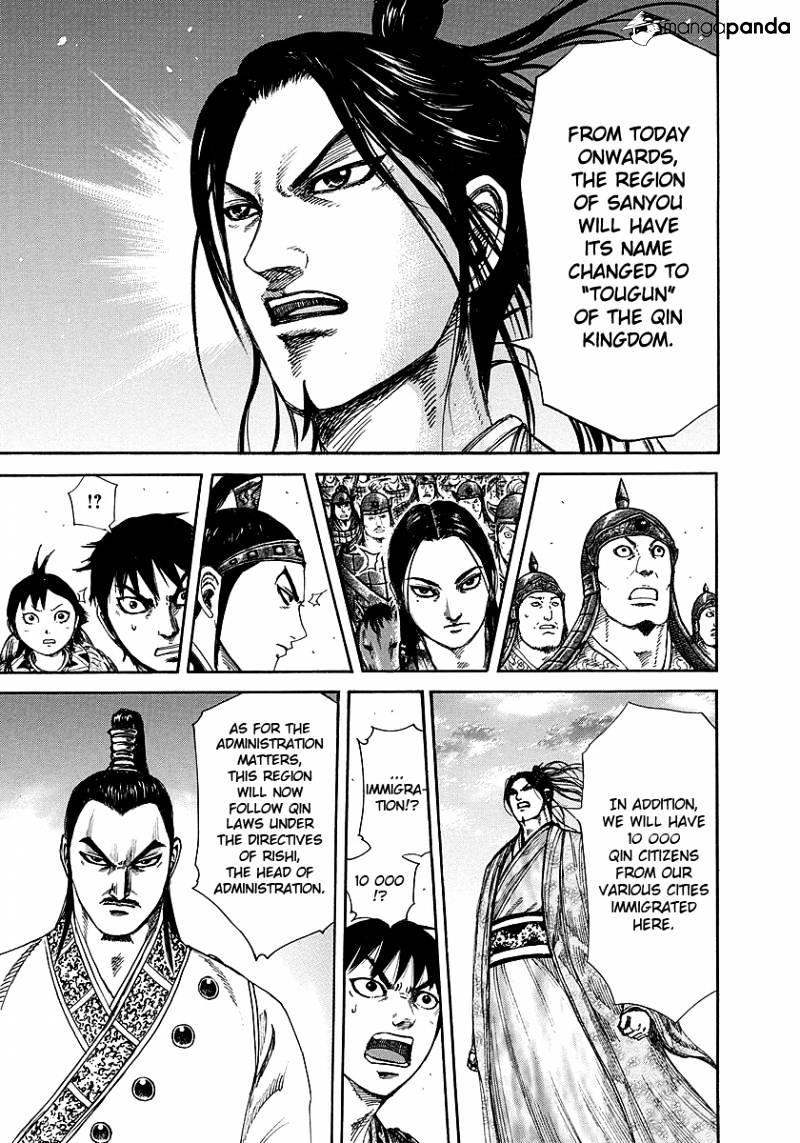 mangapanda
FROM TODAY
ONWARDS,
THE REGION
OF SANYOU
WILL HAVE
ITS NAME
CHANGED TO
"TOUGUN"
OF THE QIN
KINGDOM.
!?
IN ADDITION,
WE WILL HAVE
10 000
QIN CITIZENS
FROM OUR
VARIOUS CITIES
IMMIGRATED
HERE.
...
IMMIGRA-
TION!?
10 000
!?
AS FOR THE
ADMINISTRATION
MATTERS,
THIS REGION
WILL NOW
FOLLOW QIN
LAWS UNDER
THE DIRECTIVES
OF RISHI,
THE HEAD OF
ADMINISTRATION.